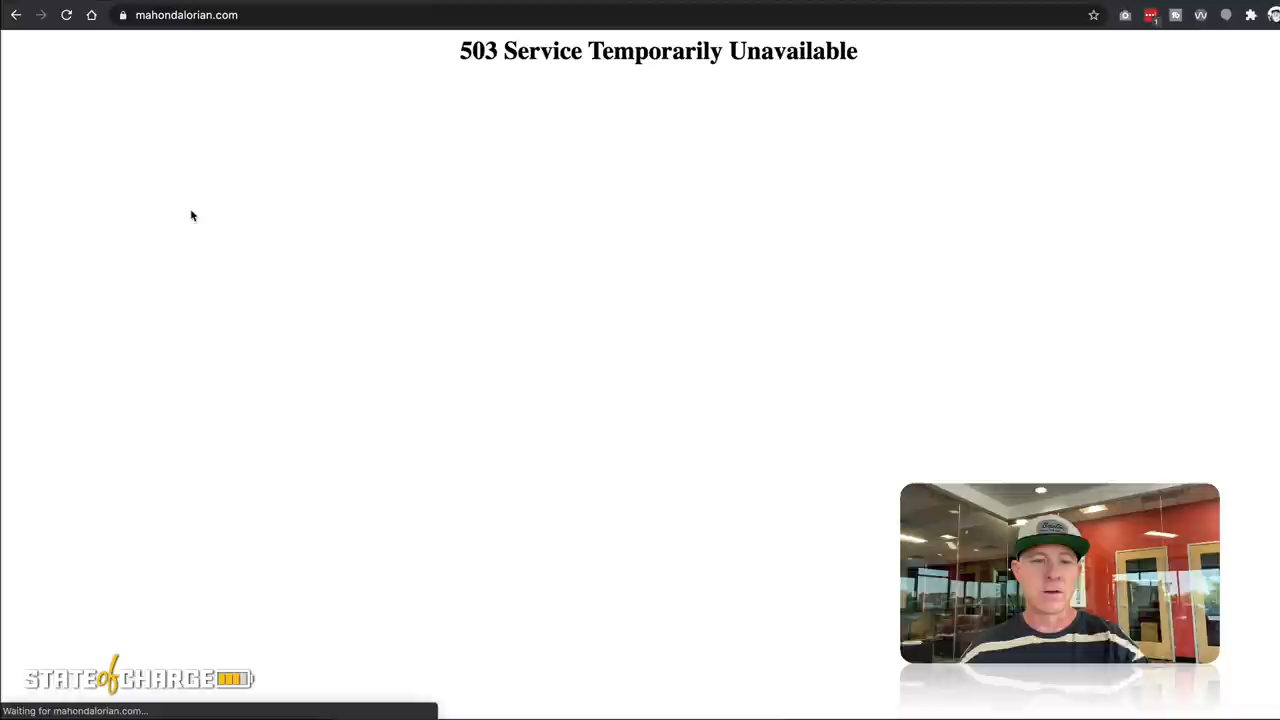 mahondalorian.com
503 Service Temporarily Unavailable
STATE of CHARGE
Waiting for mahondalorian.com...